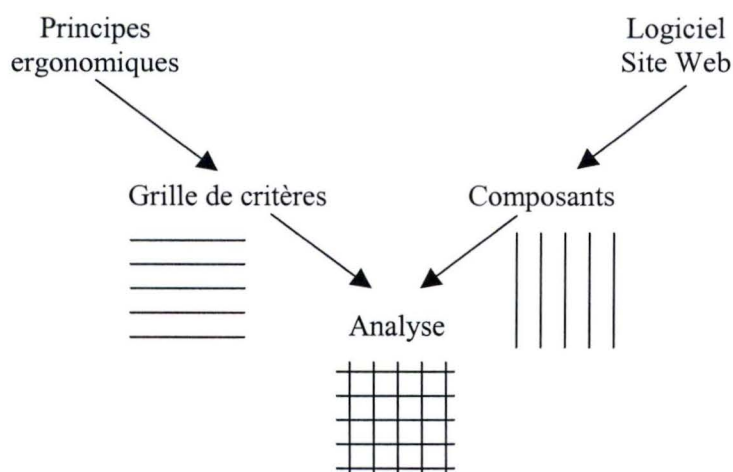 Principes
ergonomiques
Logiciel
Site Web
Grille de critères
Composants
Analyse